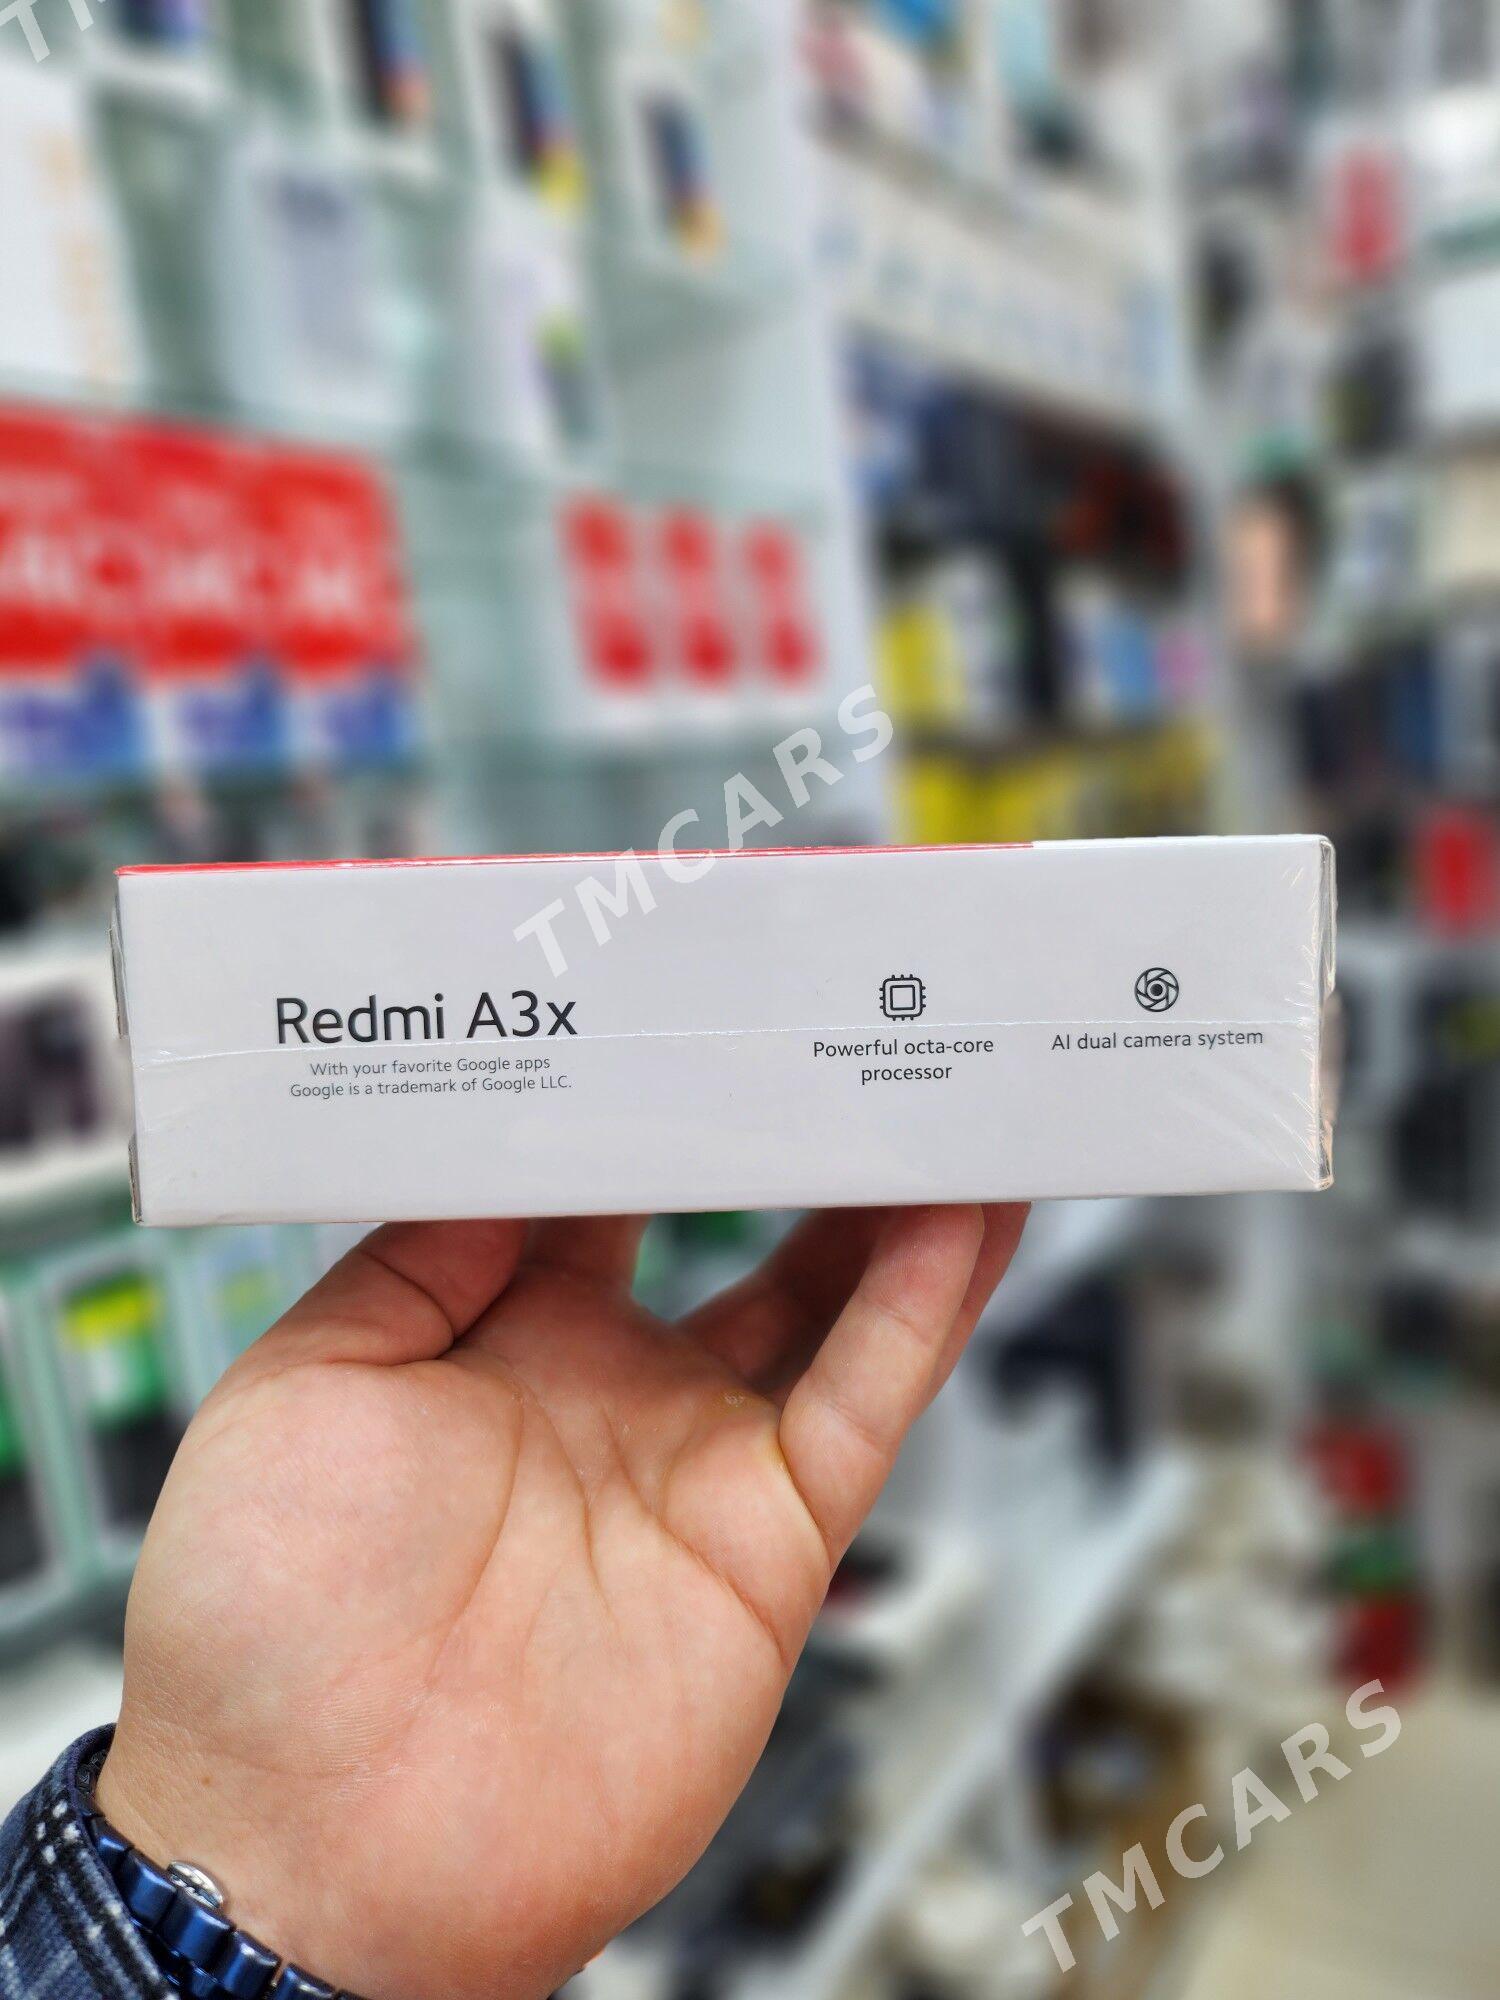 TMCARS
Redmi A3x
With your favorite Google apps
Google is a trademark of Google LLC.
Powerful octa-core
processor
AI dual camera system
TMCARS